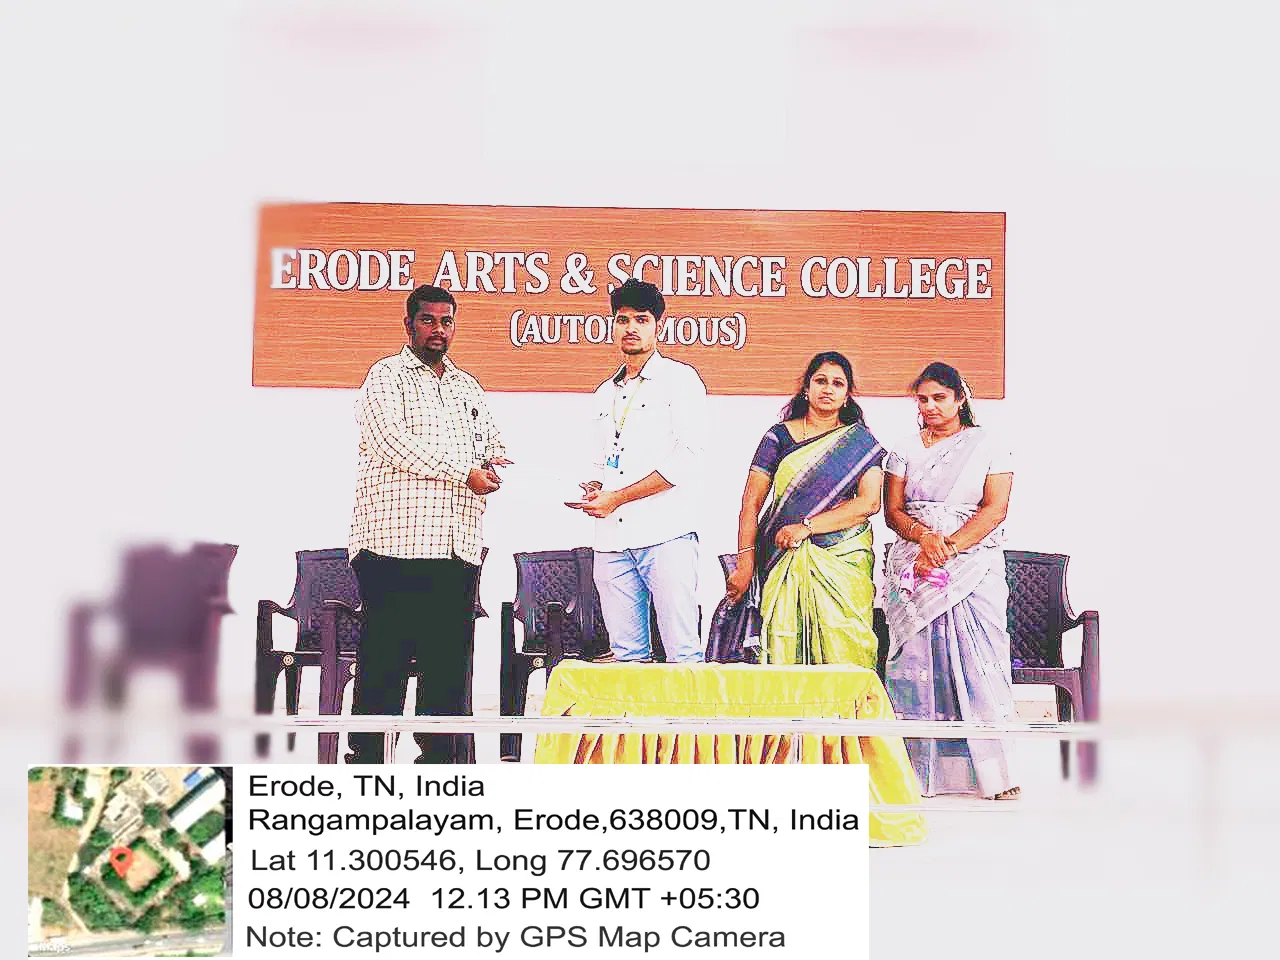 ERODE ARTS & SCIENCE COLLEGE
(AUTONOMOUS)
Erode, TN, India
Rangampalayam, Erode,638009,TN, India
Lat 11.300546, Long 77.696570
08/08/2024 12.13 PM GMT +05:30
Note: Captured by GPS Map Camera